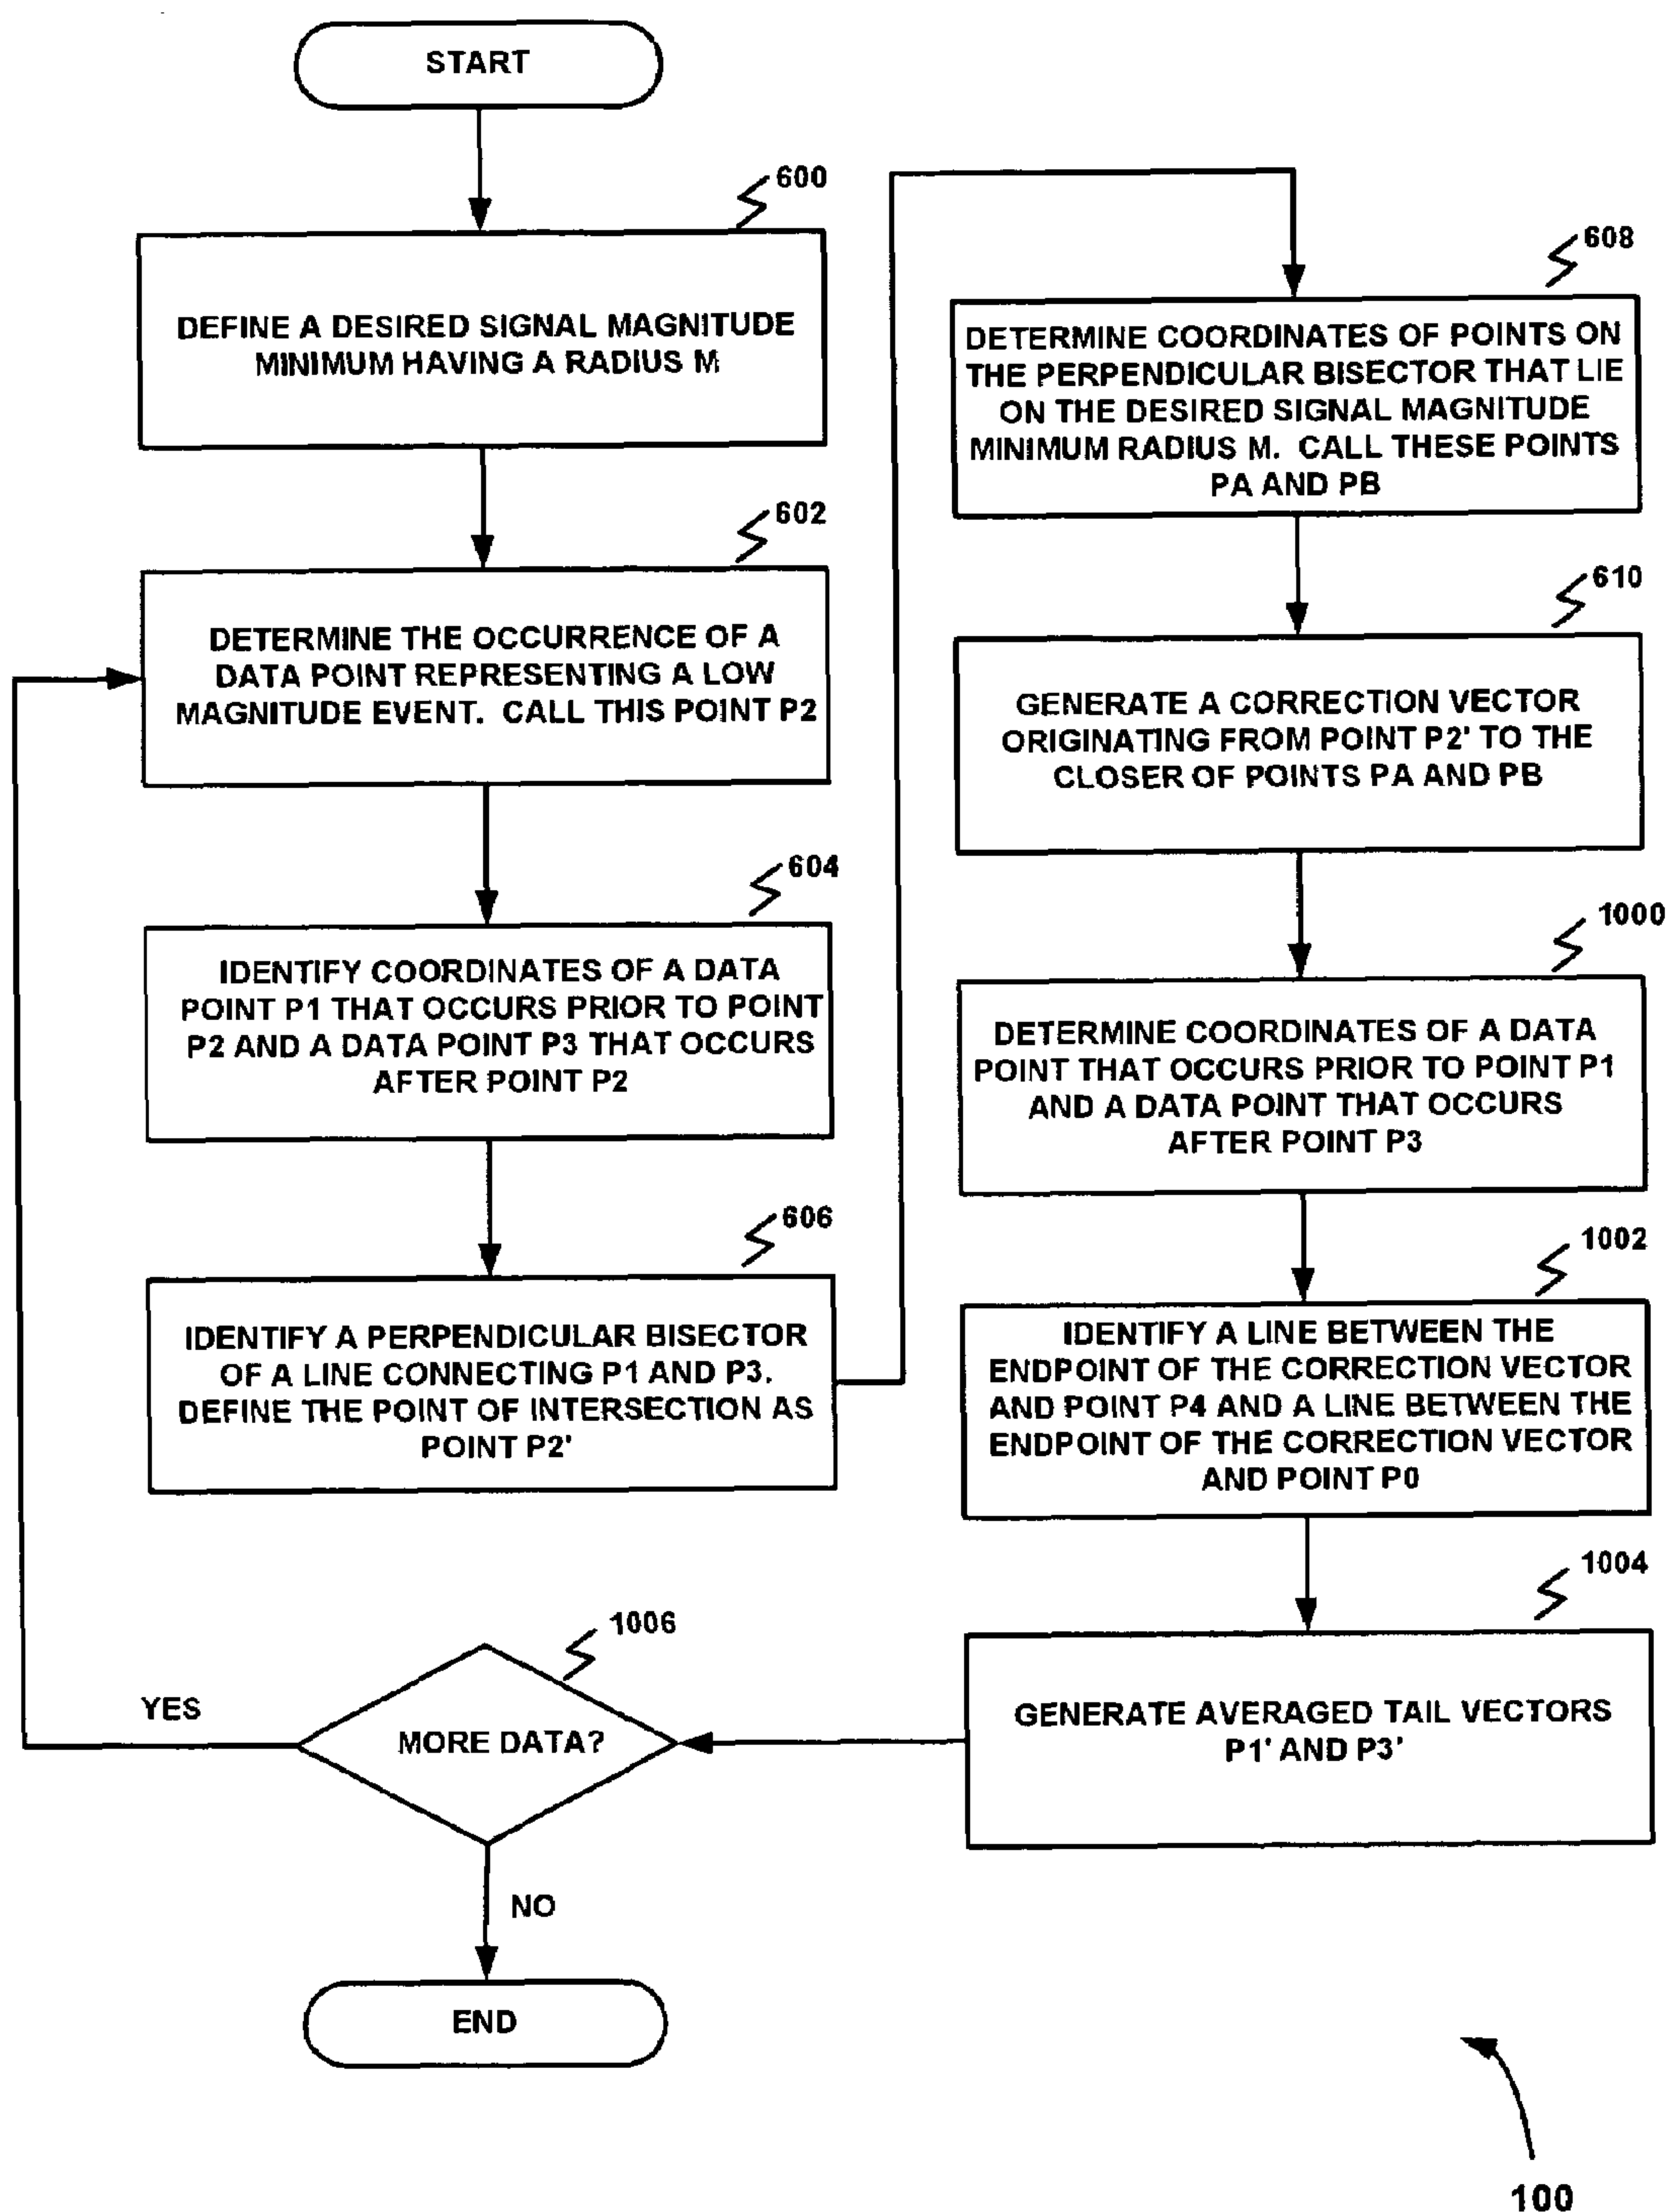 START
600
DEFINE A DESIRED SIGNAL MAGNITUDE
MINIMUM HAVING A RADIUS M
602
DETERMINE THE OCCURRENCE OF A
DATA POINT REPRESENTING A LOW
MAGNITUDE EVENT. CALL THIS POINT P2
604
IDENTIFY COORDINATES OF A DATA
POINT P1 THAT OCCURS PRIOR TO POINT
P2 AND A DATA POINT P3 THAT OCCURS
AFTER POINT P2
606
IDENTIFY A PERPENDICULAR BISECTOR
OF A LINE CONNECTING P1 AND P3.
DEFINE THE POINT OF INTERSECTION AS
POINT P2'
608
DETERMINE COORDINATES OF POINTS ON
THE PERPENDICULAR BISECTOR THAT LIE
ON THE DESIRED SIGNAL MAGNITUDE
MINIMUM RADIUS M. CALL THESE POINTS
PA AND PB
610
GENERATE A CORRECTION VECTOR
ORIGINATING FROM POINT P2' TO THE
CLOSER OF POINTS PA AND PB
1000
DETERMINE COORDINATES OF A DATA
POINT THAT OCCURS PRIOR TO POINT P1
AND A DATA POINT THAT OCCURS
AFTER POINT P3
1002
IDENTIFY A LINE BETWEEN THE
ENDPOINT OF THE CORRECTION VECTOR
AND POINT P4 AND A LINE BETWEEN THE
ENDPOINT OF THE CORRECTION VECTOR
AND POINT P0
1004
GENERATE AVERAGED TAIL VECTORS
P1' AND P3'
1006
MORE DATA?
YES
NO
END
100